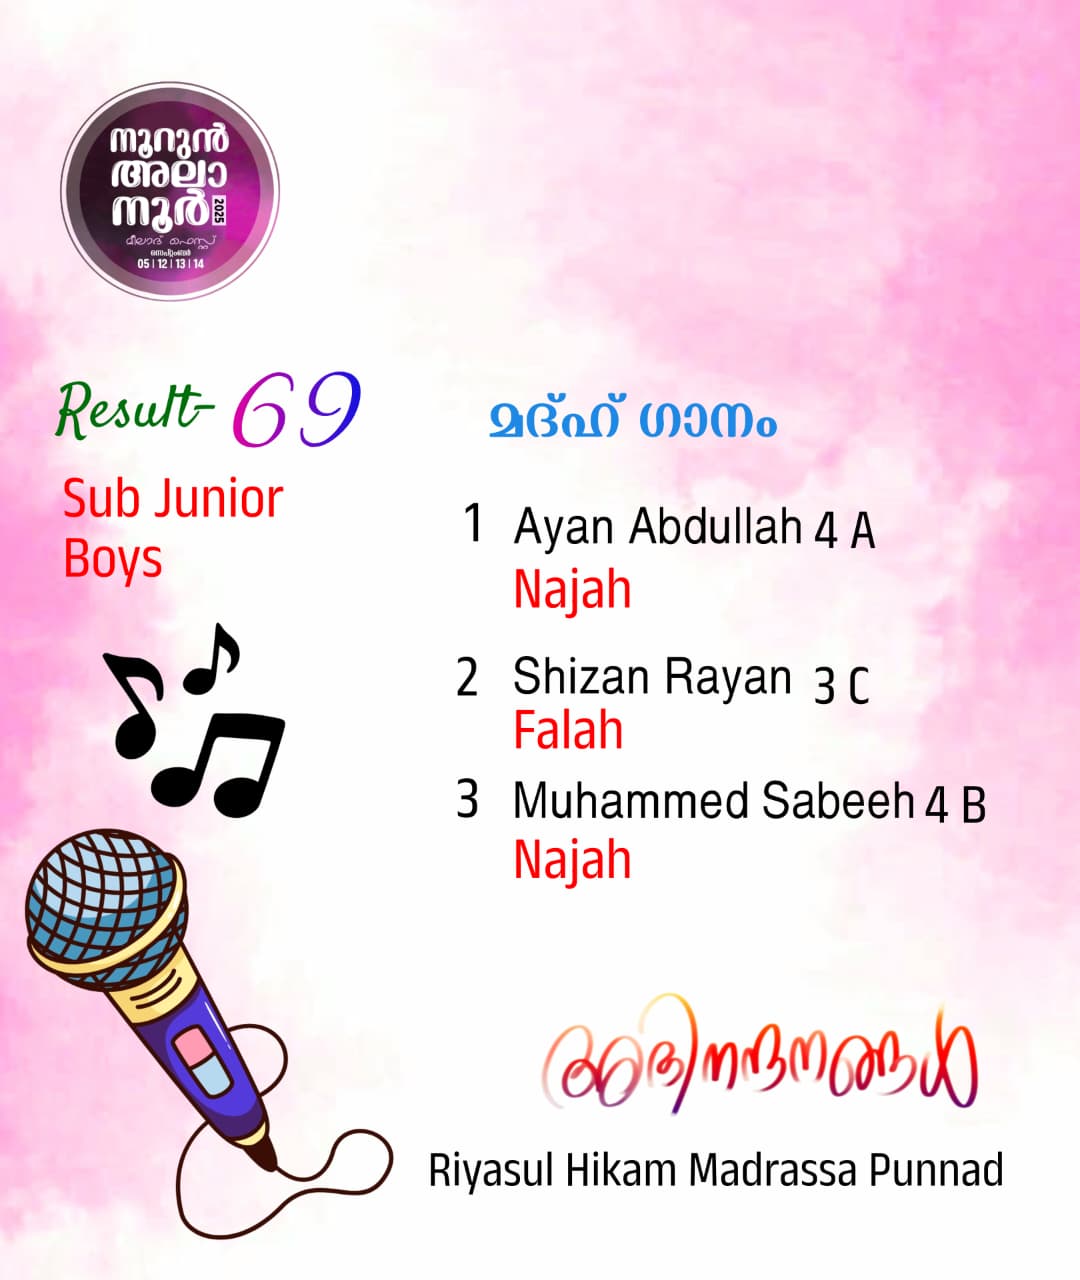 നൂറുൻ
അലാ
നൂർ 2025
മീലാദ് ഫെസ്റ്റ്
സെപ്റ്റംബർ
05 | 12 | 13 | 14
Result- 69
Sub Junior
Boys
മദ്ഹ് ഗാനം
1 Ayan Abdullah 4 A
Najah
2 Shizan Rayan 3 C
Falah
3 Muhammed Sabeeh 4 B
Najah
അഭിനന്ദനങ്ങൾ
Riyasul Hikam Madrassa Punnad